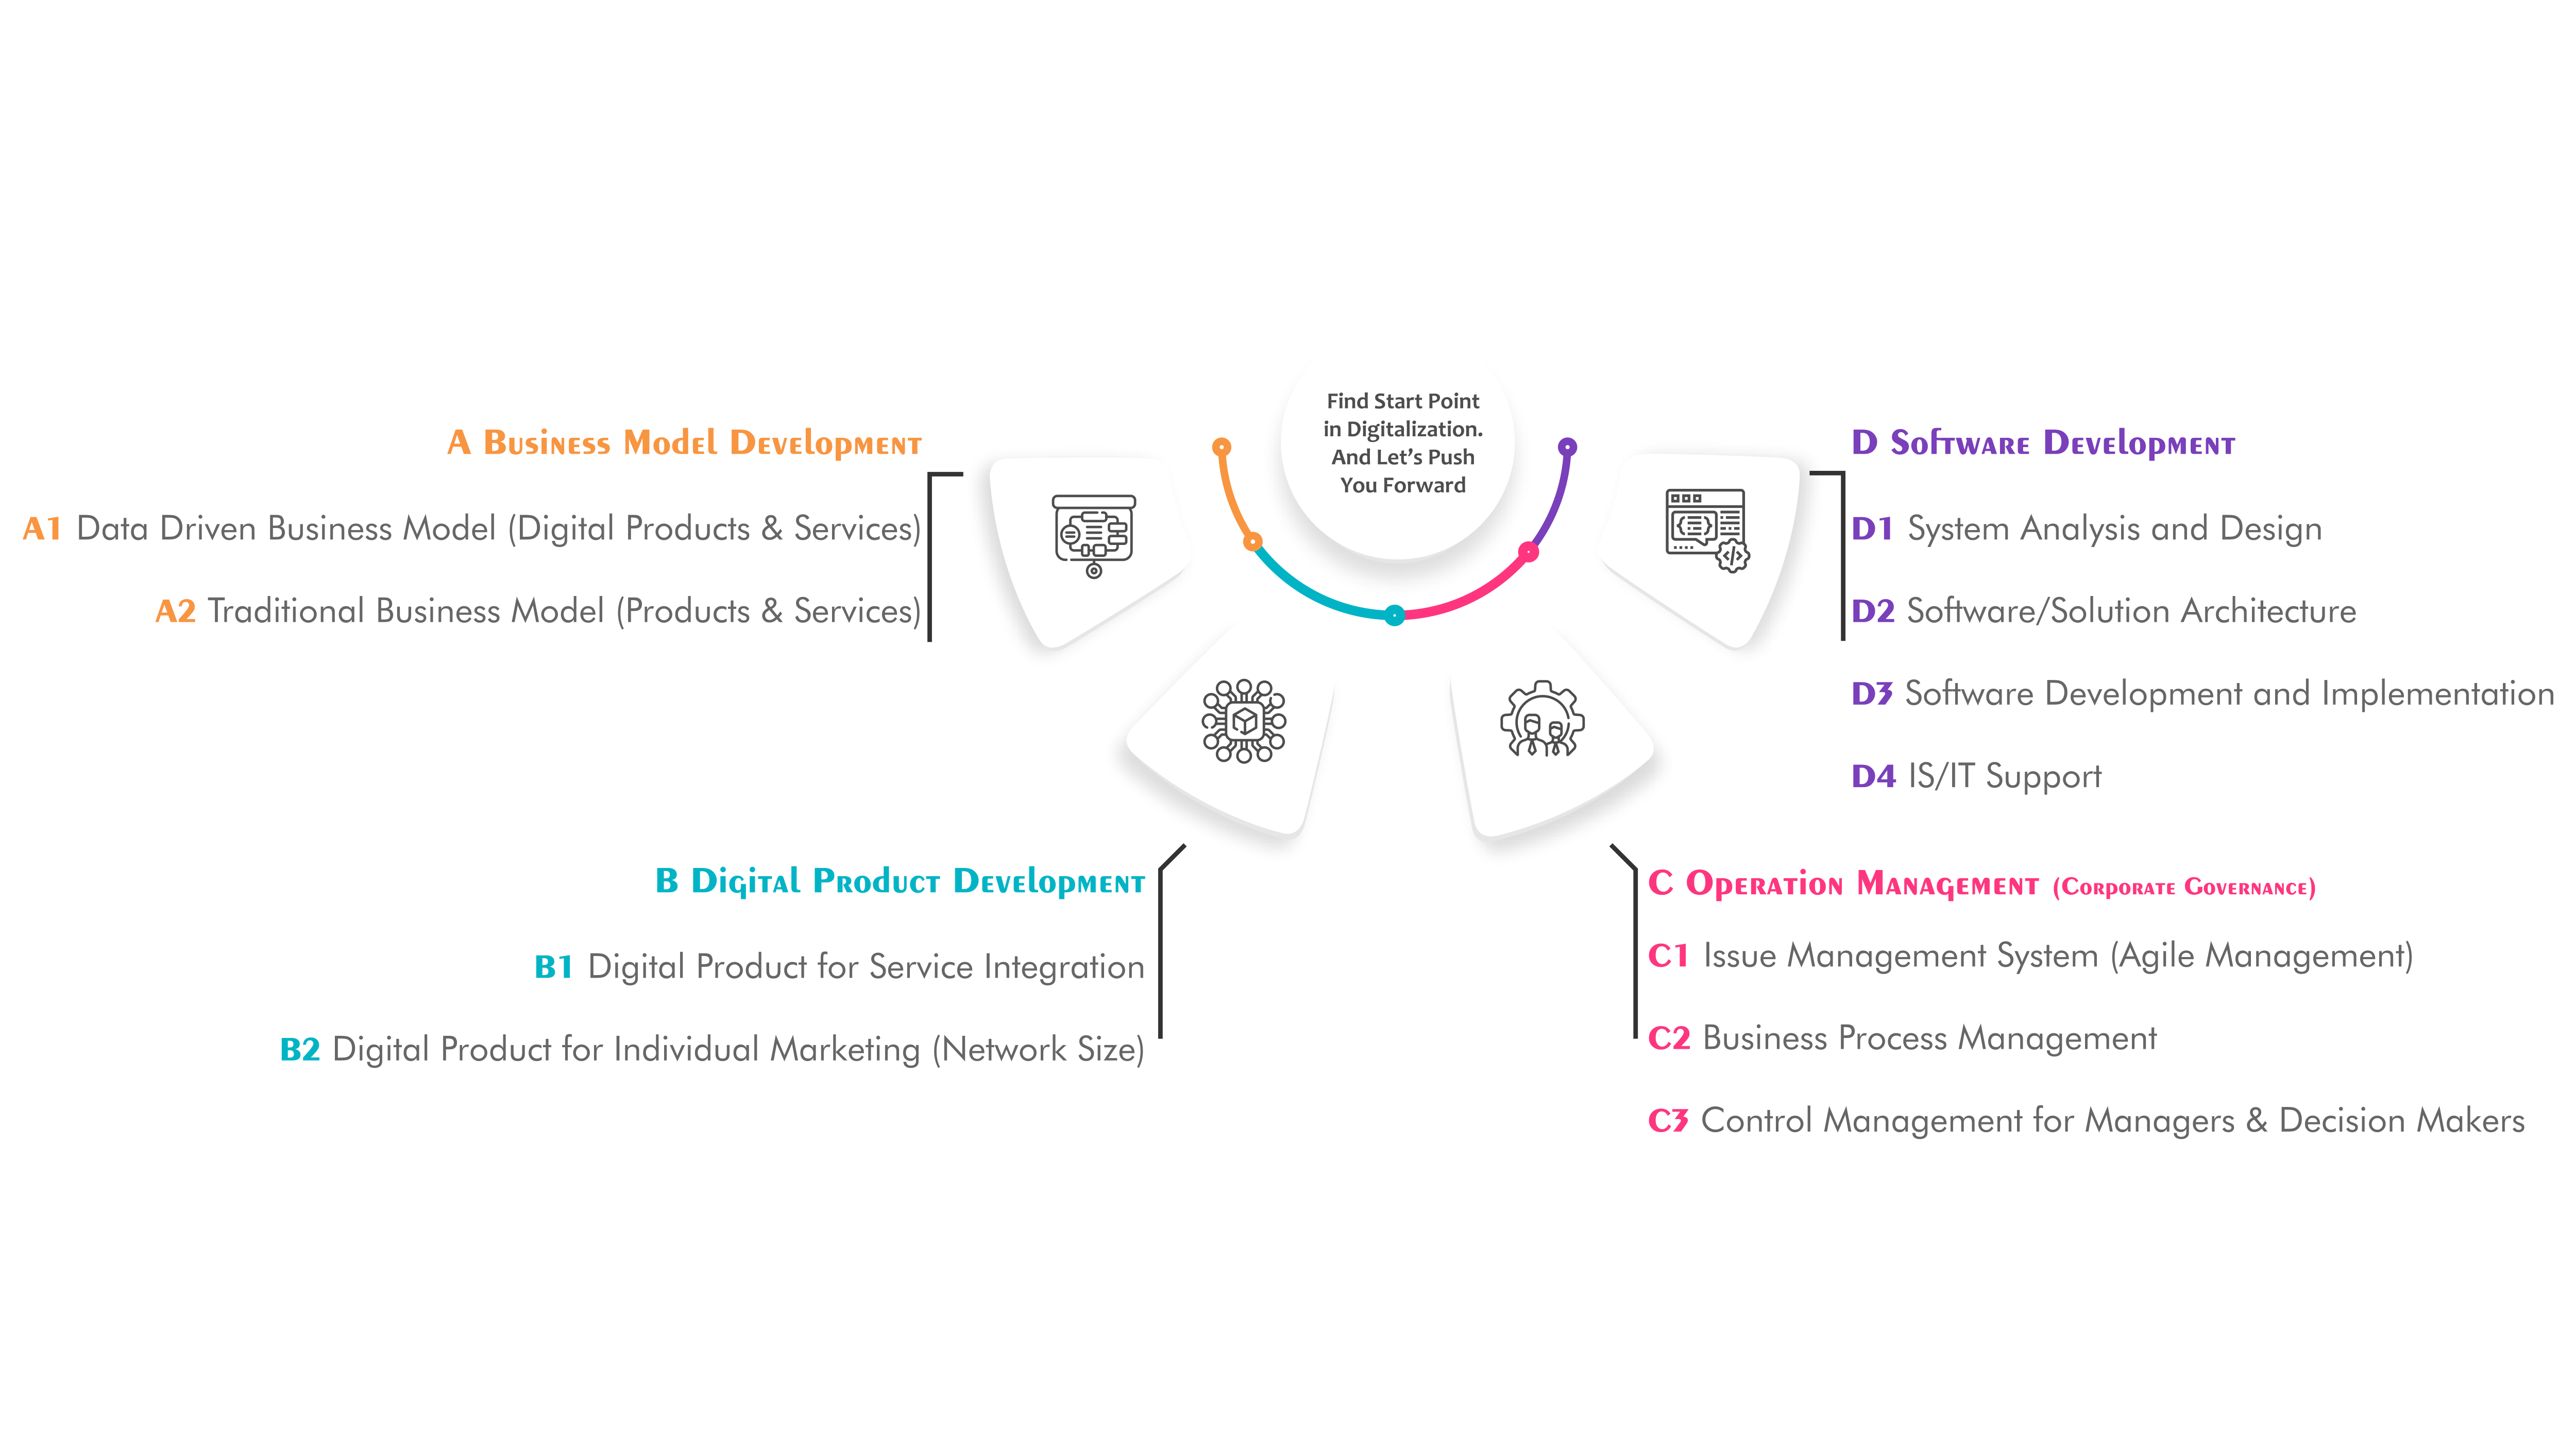 Find Start Point
in Digitalization.
And Let's Push
You Forward
A Business Model Development
A1 Data Driven Business Model (Digital Products & Services)
A2 Traditional Business Model (Products & Services)
B Digital Product Development
B1 Digital Product for Service Integration
B2 Digital Product for Individual Marketing (Network Size)
C Operation Management (Corporate Governance)
C1 Issue Management System (Agile Management)
C2 Business Process Management
C3 Control Management for Managers & Decision Makers
D Software Development
D1 System Analysis and Design
D2 Software/Solution Architecture
D3 Software Development and Implementation
D4 IS/IT Support